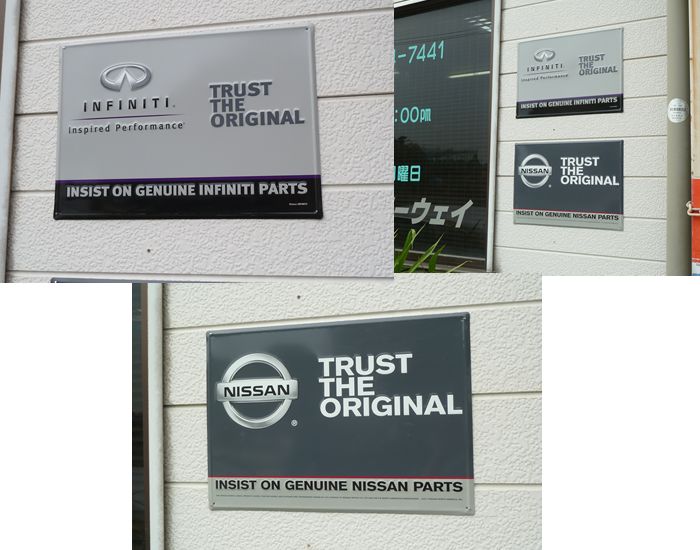 INFINITI.
Inspired Performance
TRUST
THE
ORIGINAL
INSIST ON GENUINE INFINITI PARTS
-7441
:00pm
曜日
ーウェイ
INFINITI
Inspired Performance
TRUST
THE
ORIGINAL
INSIST ON GENUINE INFINITI PARTS
NISSAN
TRUST
THE
ORIGINAL
INSIST ON GENUINE NISSAN PARTS
NISSAN
®
TRUST
THE
ORIGINAL
INSIST ON GENUINE NISSAN PARTS